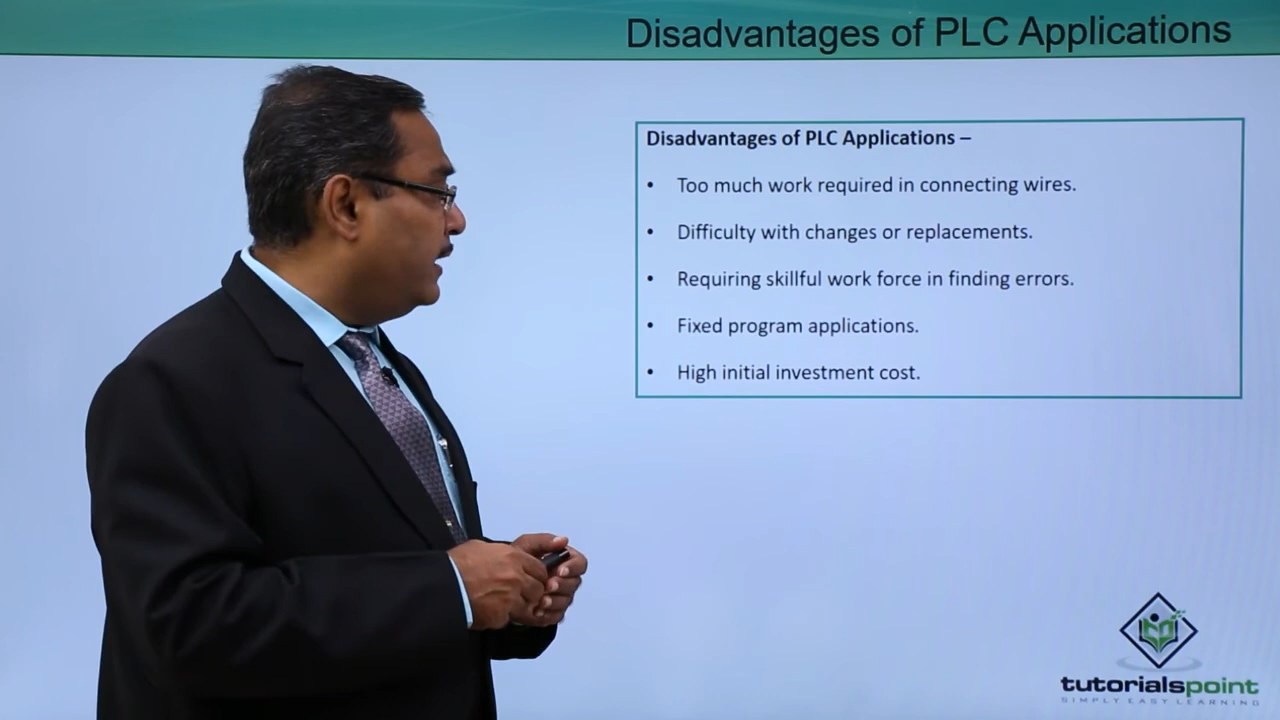 Disadvantages of PLC Applications
Disadvantages of PLC Applications –
• Too much work required in connecting wires.
• Difficulty with changes or replacements.
• Requiring skillful work force in finding errors.
• Fixed program applications.
• High initial investment cost.
tutorialspoint
SIMPLY EASY LEARNING